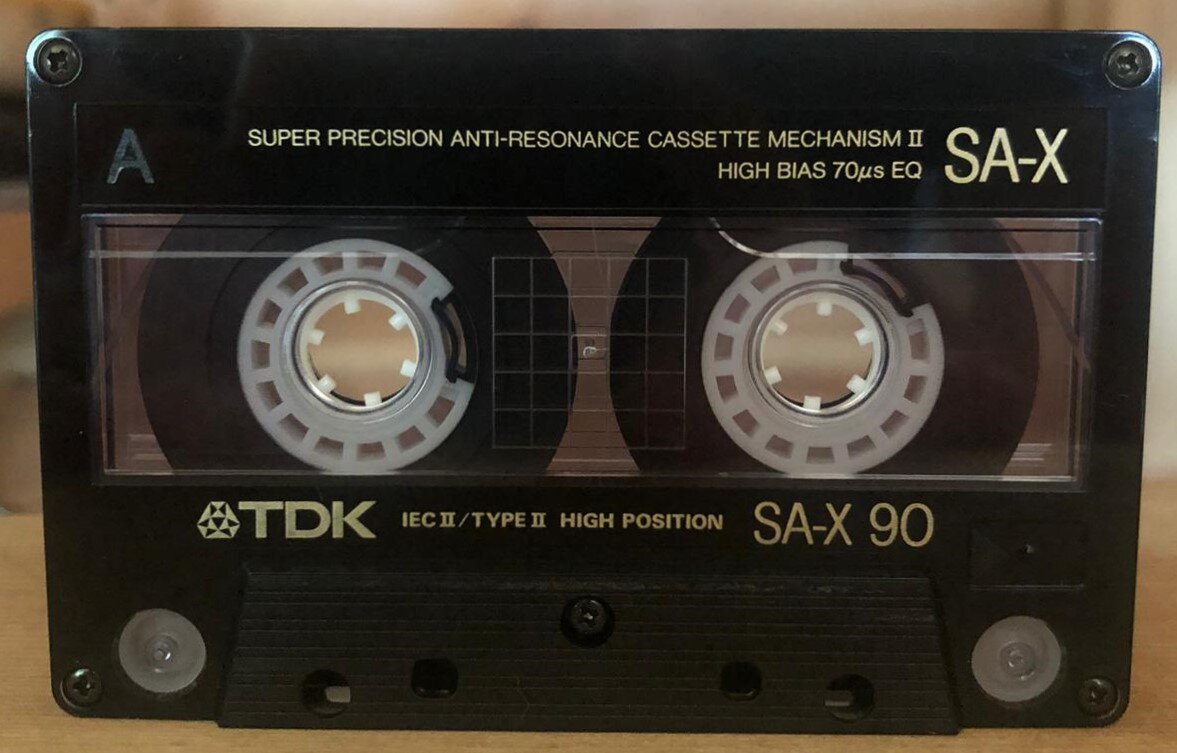 A
SUPER PRECISION ANTI-RESONANCE CASSETTE MECHANISM II
SA-X
HIGH BIAS 70µs EQ
TDK IEC II/TYPE II HIGH POSITION SA-X 90